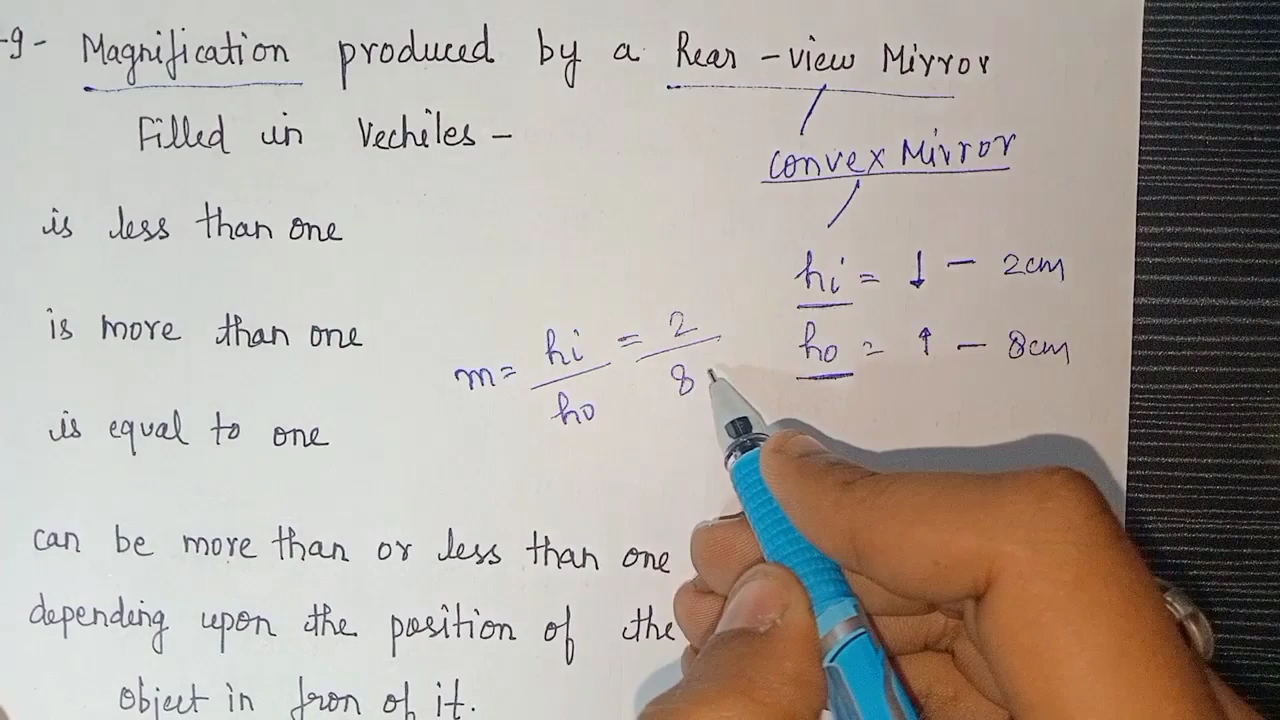 -9- Magnification produced by a Rear-view Mirror
Filled in Vechiles -
convex Mirror
is less than one
hi = ↓ - 2cm
is more than one
m = hi/ho = 2/8
ho = ↑ - 8cm
is equal to one
can be more than or less than one
depending upon the position of the
object in fron of it.